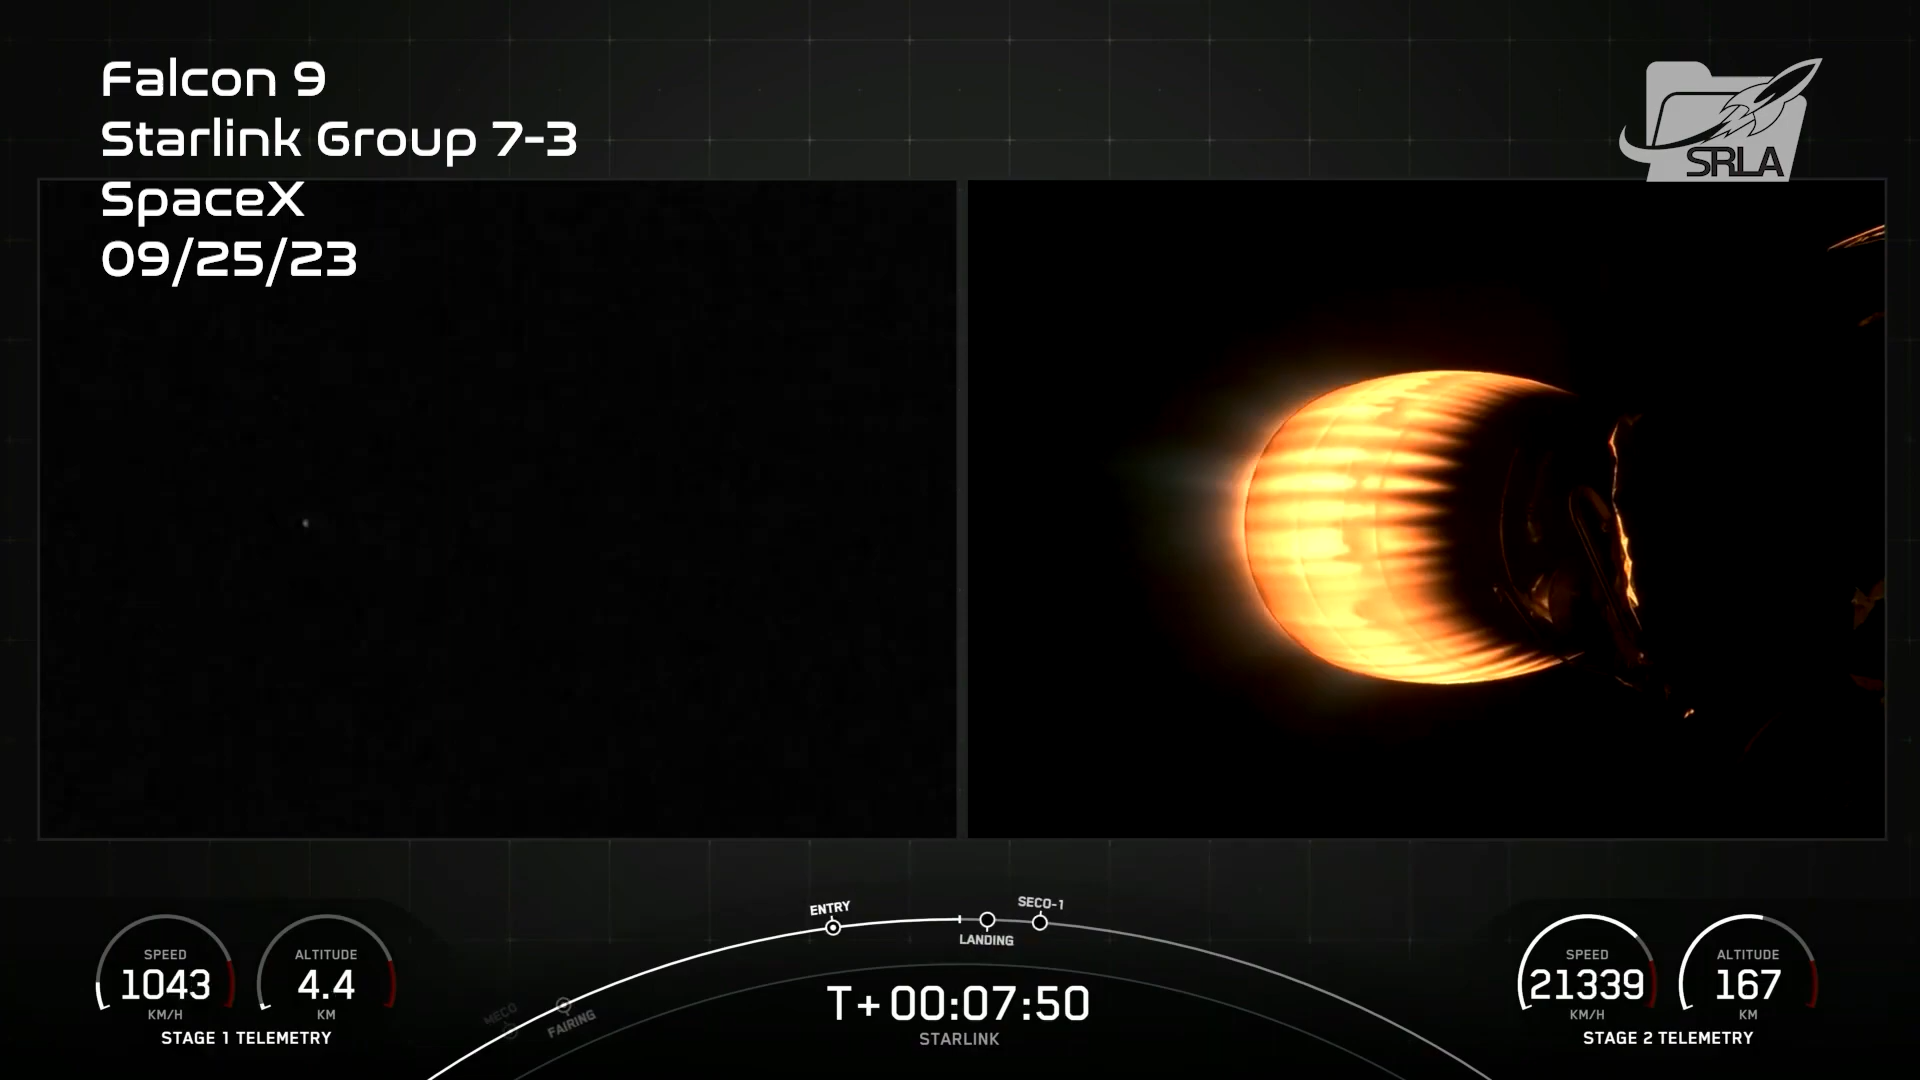 Falcon 9
Starlink Group 7-3
SpaceX
09/25/23
SRLA
ENTRY
SECO-1
LANDING
MECO
FAIRING
SPEED
1043
KM/H
ALTITUDE
4.4
KM
STAGE 1 TELEMETRY
T+00:07:50
STARLINK
SPEED
21339
KM/H
ALTITUDE
167
KM
STAGE 2 TELEMETRY